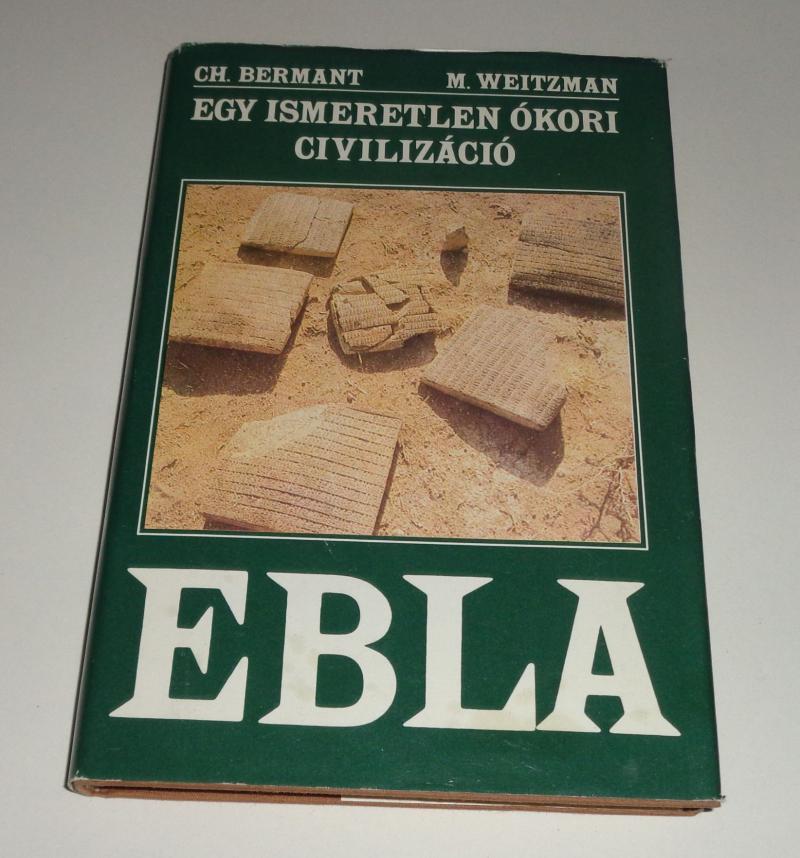 CH. BERMANT M. WEITZMAN
EGY ISMERETLEN ÓKORI
CIVILIZÁCIÓ
EBLA